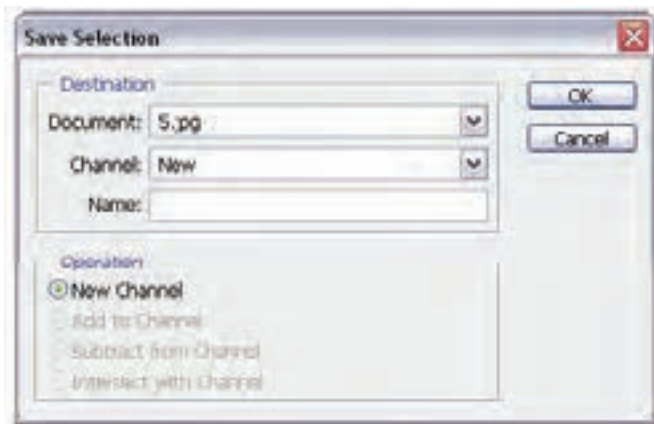 Save Selection
Destination
OK
Document: 5.jpg
Cancel
Channel: New
Name:
Operation
New Channel
Add to Channel
Subtract from Channel
Intersect with Channel